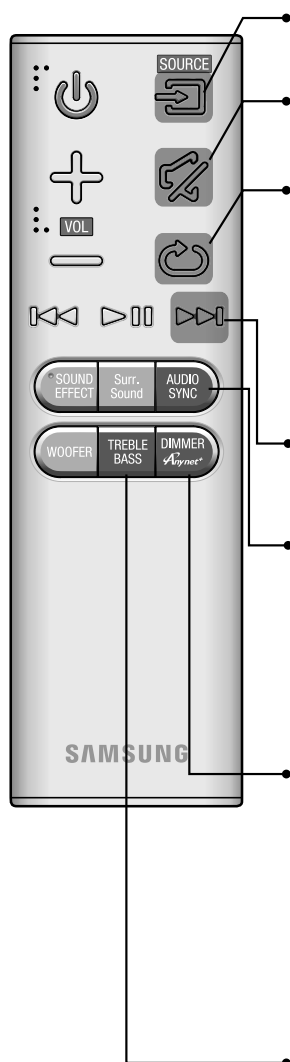 SOURCE
VOL
SOUND
EFFECT
Surr.
Sound
AUDIO
SYNC
WOOFER
TREBLE
BASS
DIMMER
Anynet+
SAMSUNG